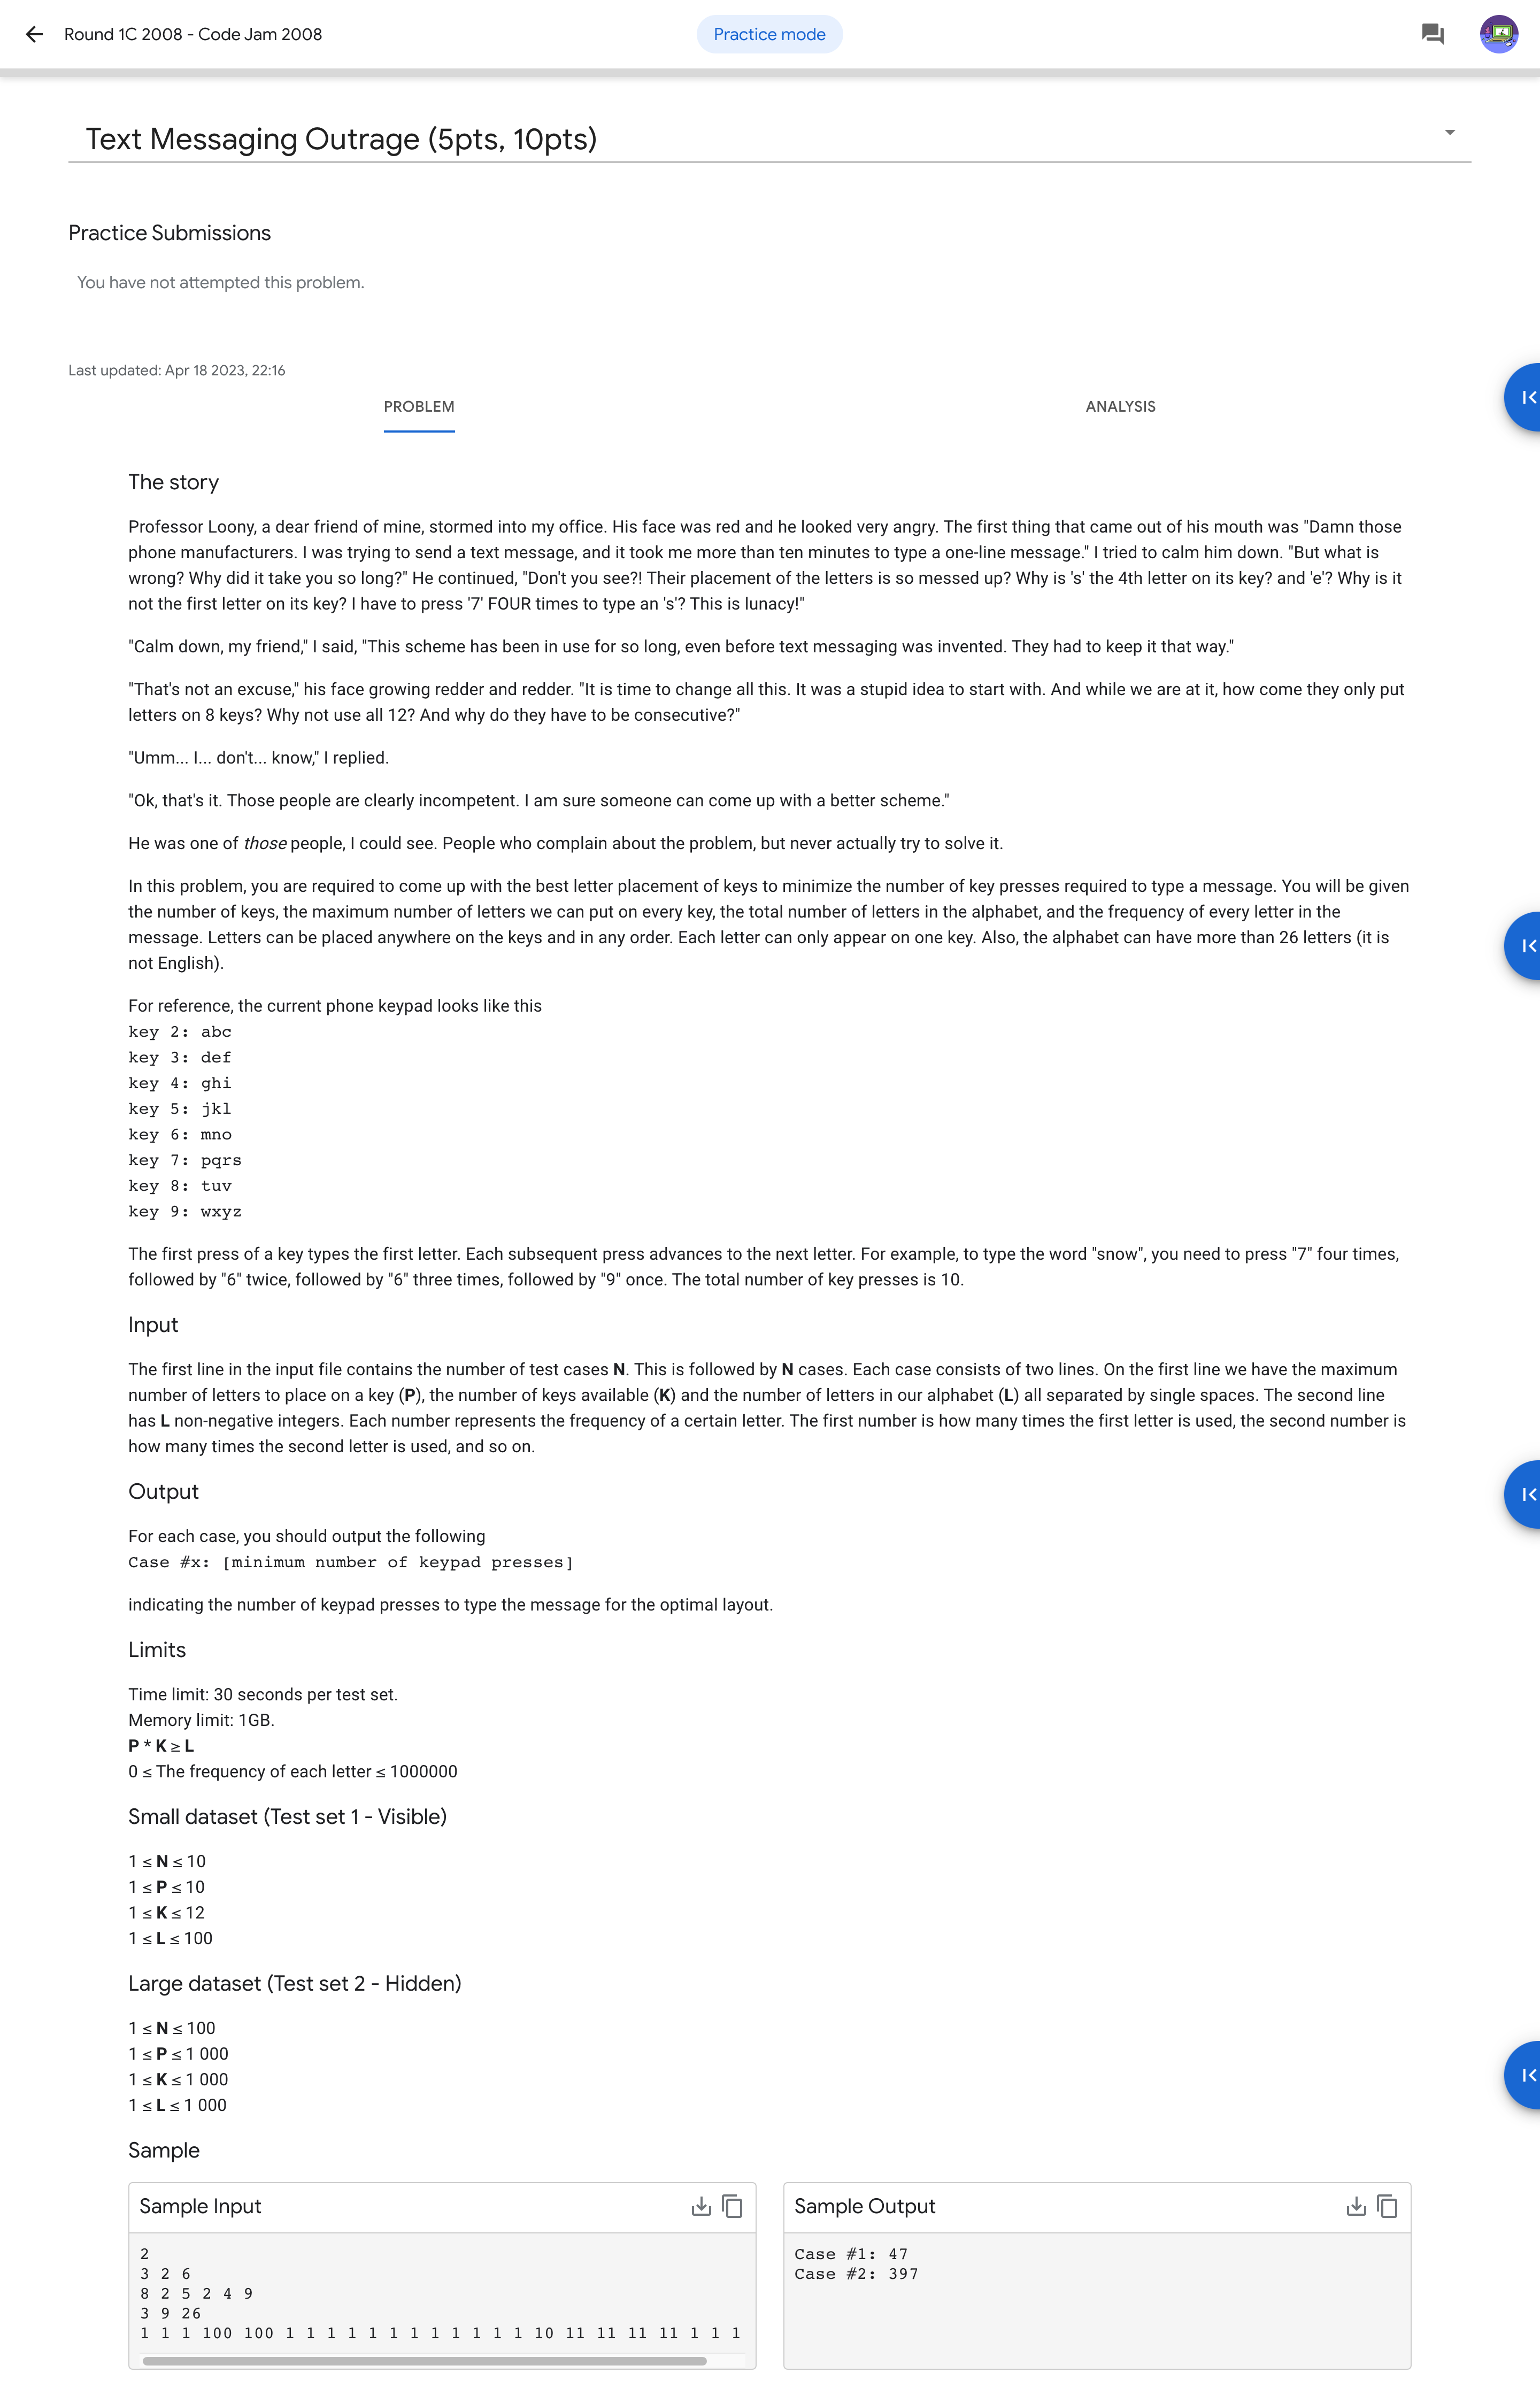 Round 1C 2008 - Code Jam 2008
Practice mode
Text Messaging Outrage (5pts, 10pts)
Practice Submissions
You have not attempted this problem.
Last updated: Apr 18 2023, 22:16
PROBLEM
ANALYSIS
The story
Professor Loony, a dear friend of mine, stormed into my office. His face was red and he looked very angry. The first thing that came out of his mouth was "Damn those
phone manufacturers. I was trying to send a text message, and it took me more than ten minutes to type a one-line message." I tried to calm him down. "But what is
wrong? Why did it take you so long?" He continued, "Don't you see?! Their placement of the letters is so messed up? Why is 's' the 4th letter on its key? and 'e'? Why is it
not the first letter on its key? I have to press '7' FOUR times to type an 's'? This is lunacy!"
"Calm down, my friend," I said, "This scheme has been in use for so long, even before text messaging was invented. They had to keep it that way."
"That's not an excuse," his face growing redder and redder. "It is time to change all this. It was a stupid idea to start with. And while we are at it, how come they only put
letters on 8 keys? Why not use all 12? And why do they have to be consecutive?"
"Umm... I... don't... know," I replied.
"Ok, that's it. Those people are clearly incompetent. I am sure someone can come up with a better scheme."
He was one of those people, I could see. People who complain about the problem, but never actually try to solve it.
In this problem, you are required to come up with the best letter placement of keys to minimize the number of key presses required to type a message. You will be given
the number of keys, the maximum number of letters we can put on every key, the total number of letters in the alphabet, and the frequency of every letter in the
message. Letters can be placed anywhere on the keys and in any order. Each letter can only appear on one key. Also, the alphabet can have more than 26 letters (it is
not English).
For reference, the current phone keypad looks like this
key 2: abc
key 3: def
key 4: ghi
key 5: jkl
key 6: mno
key 7: pqrs
key 8: tuv
key 9: wxyz
The first press of a key types the first letter. Each subsequent press advances to the next letter. For example, to type the word "snow", you need to press "7" four times,
followed by "6" twice, followed by "6" three times, followed by "9" once. The total number of key presses is 10.
Input
The first line in the input file contains the number of test cases N. This is followed by N cases. Each case consists of two lines. On the first line we have the maximum
number of letters to place on a key (P), the number of keys available (K) and the number of letters in our alphabet (L) all separated by single spaces. The second line
has L non-negative integers. Each number represents the frequency of a certain letter. The first number is how many times the first letter is used, the second number is
how many times the second letter is used, and so on.
Output
For each case, you should output the following
Case #x: [minimum number of keypad presses]
indicating the number of keypad presses to type the message for the optimal layout.
Limits
Time limit: 30 seconds per test set.
Memory limit: 1GB.
P * K ≥ L
0 ≤ The frequency of each letter ≤ 1000000
Small dataset (Test set 1 - Visible)
1 ≤ N ≤ 10
1 ≤ P ≤ 10
1 ≤ K ≤ 12
1 ≤ L ≤ 100
Large dataset (Test set 2 - Hidden)
1 ≤ N ≤ 100
1 ≤ P ≤ 1 000
1 ≤ K ≤ 1 000
1 ≤ L ≤ 1 000
Sample
Sample Input
2
3 2 6
8 2 5 2 4 9
3 9 26
1 1 1 100 100 1 1 1 1 1 1 1 1 1 1 1 1 10 11 11 11 11 1 1 1
Sample Output
Case #1: 47
Case #2: 397